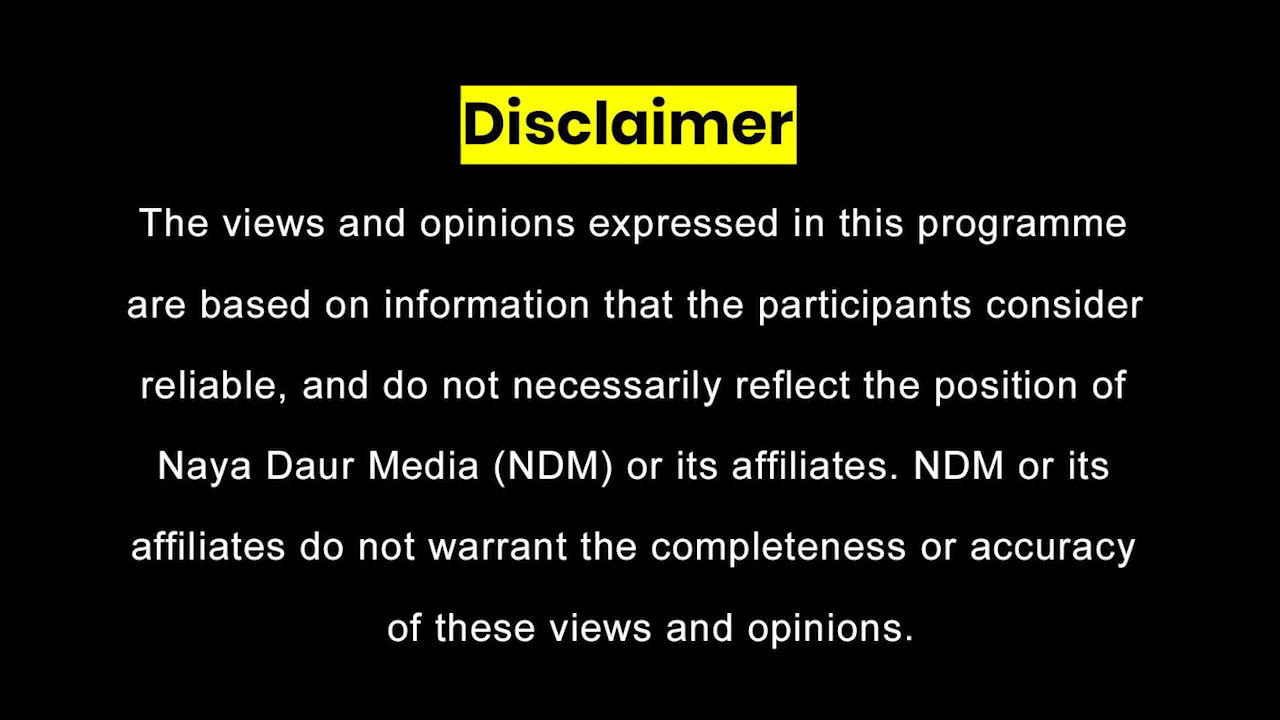 Disclaimer
The views and opinions expressed in this programme
are based on information that the participants consider
reliable, and do not necessarily reflect the position of
Naya Daur Media (NDM) or its affiliates. NDM or its
affiliates do not warrant the completeness or accuracy
of these views and opinions.